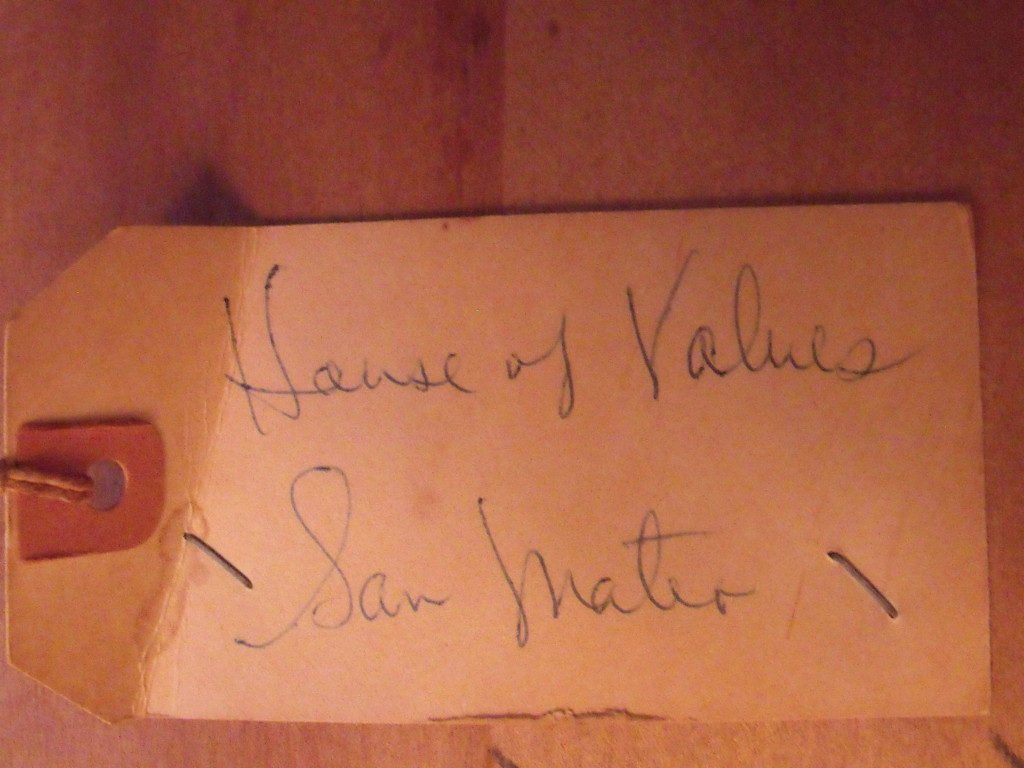 House of Values
San Mateo